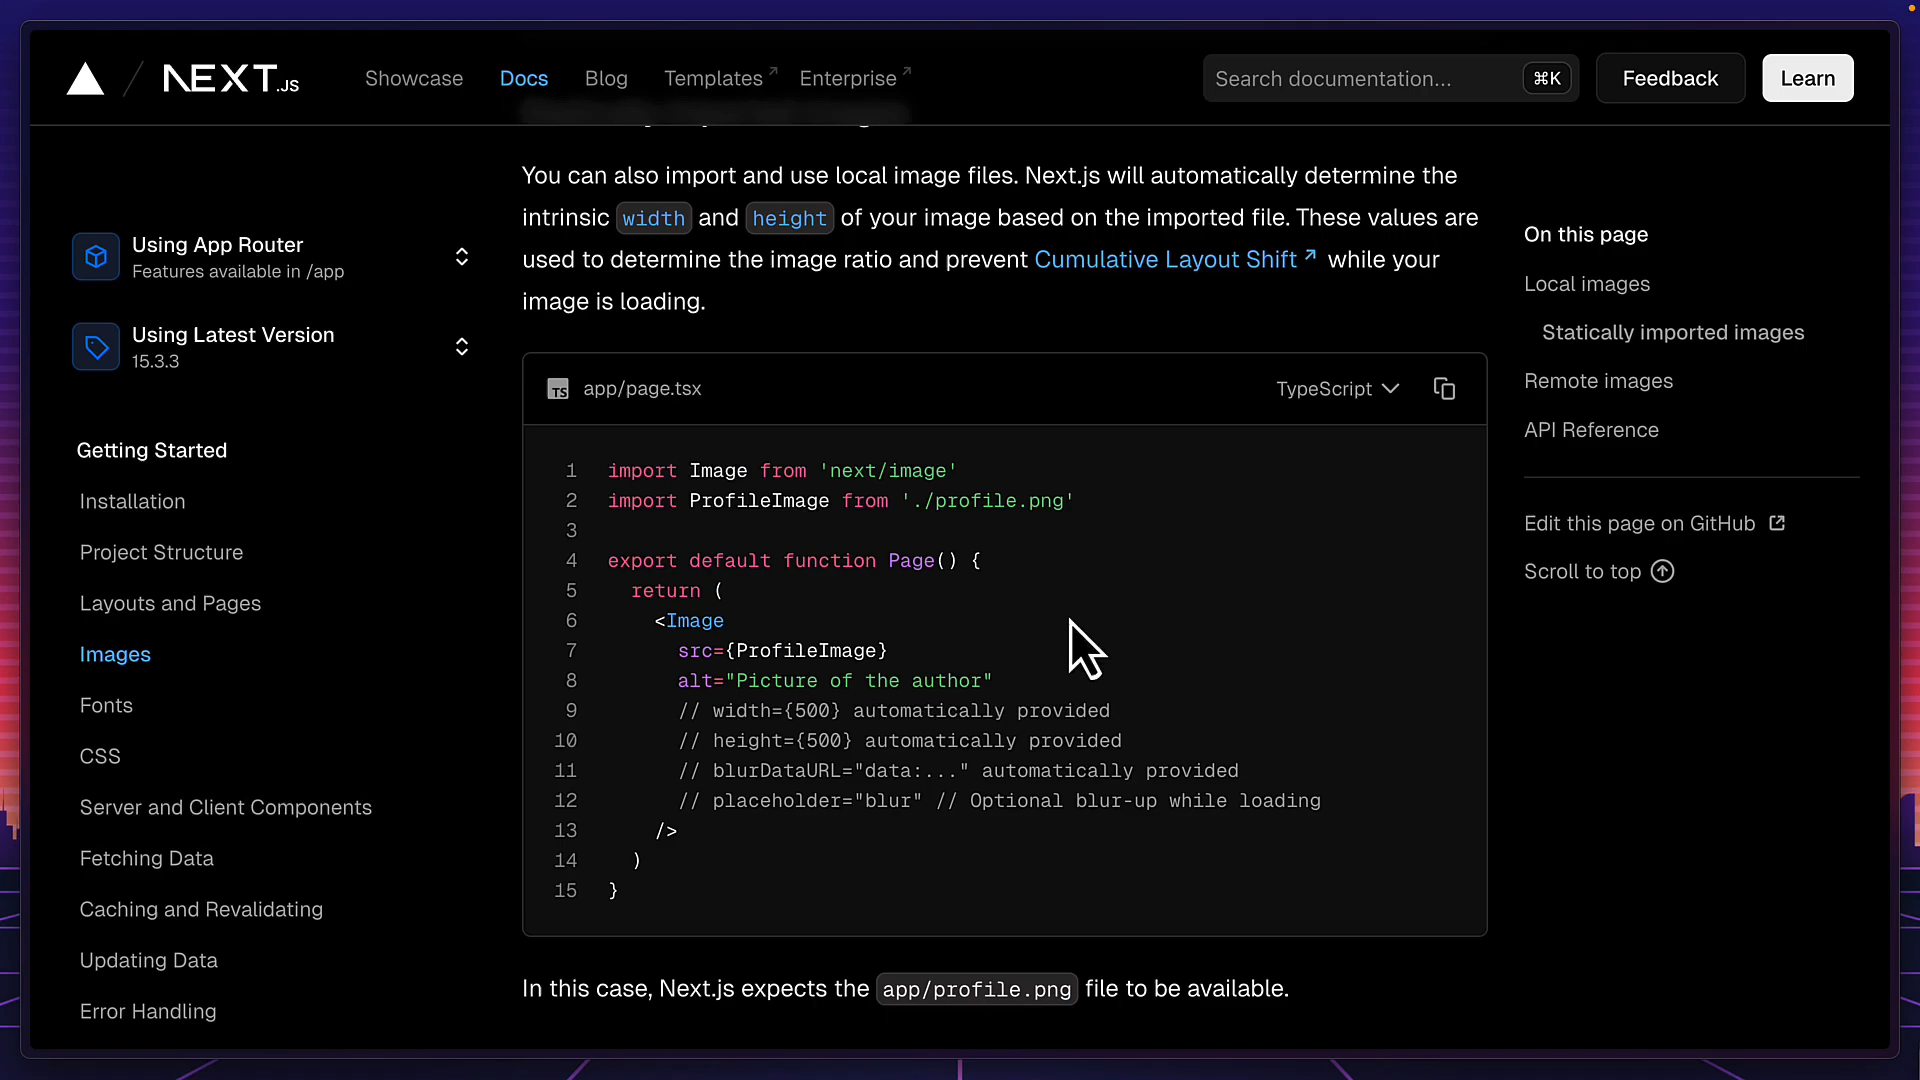 NEXT.JS
Showcase
Docs
Blog
Templates
Enterprise
Search documentation...
⌘K
Feedback
Learn
Using App Router
Features available in /app
Using Latest Version
15.3.3
Getting Started
Installation
Project Structure
Layouts and Pages
Images
Fonts
CSS
Server and Client Components
Fetching Data
Caching and Revalidating
Updating Data
Error Handling
You can also import and use local image files. Next.js will automatically determine the
intrinsic width and height of your image based on the imported file. These values are
used to determine the image ratio and prevent Cumulative Layout Shift ↗ while your
image is loading.
TS app/page.tsx
TypeScript
1 import Image from 'next/image'
2 import ProfileImage from './profile.png'
3
4 export default function Page() {
5   return (
6     <Image
7       src={ProfileImage}
8       alt="Picture of the author"
9       // width={500} automatically provided
10       // height={500} automatically provided
11       // blurDataURL="data:..." automatically provided
12       // placeholder="blur" // Optional blur-up while loading
13     />
14   )
15 }
In this case, Next.js expects the app/profile.png file to be available.
On this page
Local images
Statically imported images
Remote images
API Reference
Edit this page on GitHub
Scroll to top